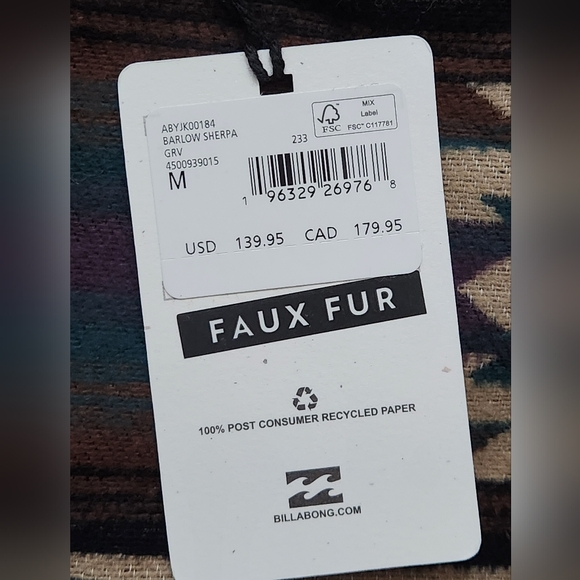 ABYJK00184
BARLOW SHERPA
GRV
4500939015
233
M
FSC
MIX
Label
FSC™ C117781
1 96329 26976 8
USD 139.95 CAD 179.95
FAUX FUR
100% POST CONSUMER RECYCLED PAPER
BILLABONG.COM